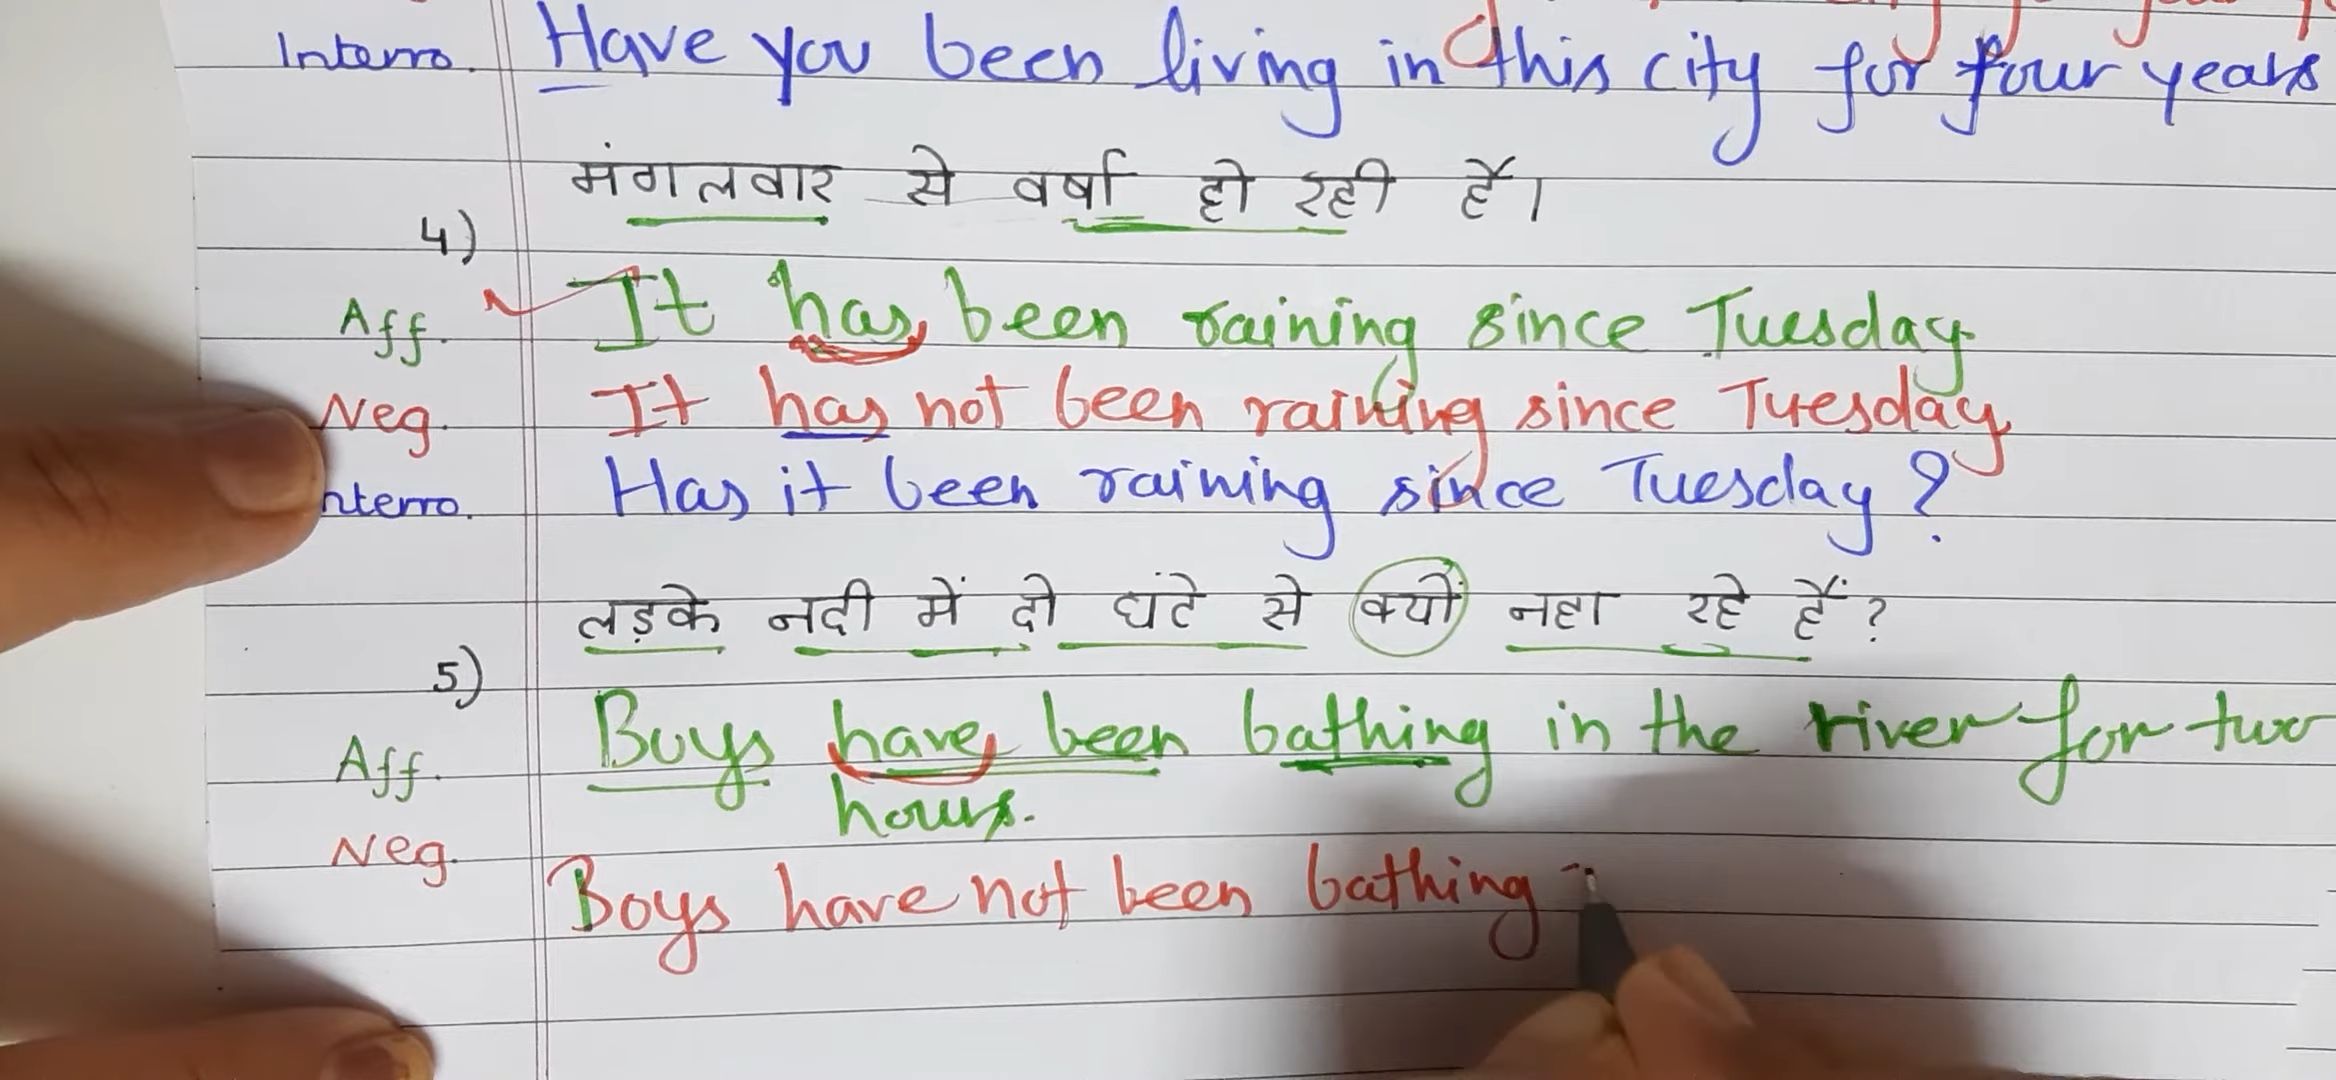 Interro. Have you been living in this city for four years
मंगलवार से वर्षा हो रही है।
4)
Aff. It has been raining since Tuesday.
Neg. It has not been raining since Tuesday
nterro. Has it been raining since Tuesday ?
लड़के नदी में दो घंटे से क्यों नहा रहे हैं ?
5)
Aff. Boys have been bathing in the river for two
hours.
Neg. Boys have not been bathing